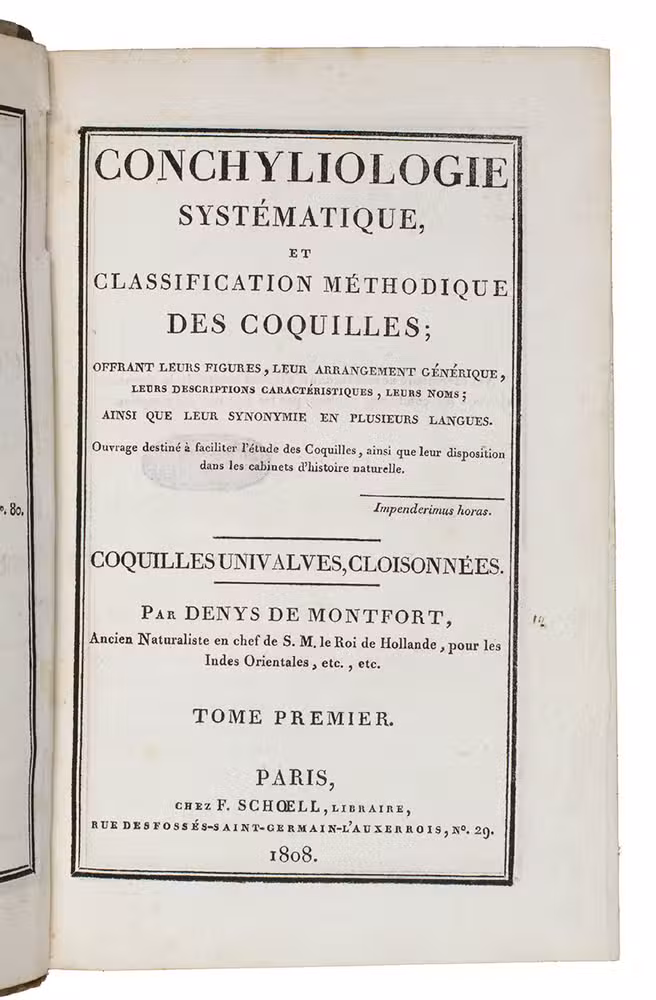 CONCHYLIOLOGIE
SYSTÉMATIQUE,
ET
CLASSIFICATION MÉTHODIQUE
DES COQUILLES;
OFFRANT LEURS FIGURES, LEUR ARRANGEMENT GÉNÉRIQUE,
LEURS DESCRIPTIONS CARACTÉRISTIQUES, LEURS NOMS;
AINSI QUE LEUR SYNONYMIE EN PLUSIEURS LANGUES.
Ouvrage destiné à faciliter l'étude des Coquilles, ainsi que leur disposition
dans les cabinets d'histoire naturelle.
Impenderimus horas.
COQUILLES UNIVALVES, CLOISONNÉES.
PAR DENYS DE MONTFORT,
Ancien Naturaliste en chef de S. M. le Roi de Hollande, pour les
Indes Orientales, etc., etc.
TOME PREMIER.
PARIS,
CHEZ F. SCHŒLL, LIBRAIRE,
RUE DES FOSSÉS-SAINT-GERMAIN-L'AUXERROIS, Nº. 29.
1808.
80.